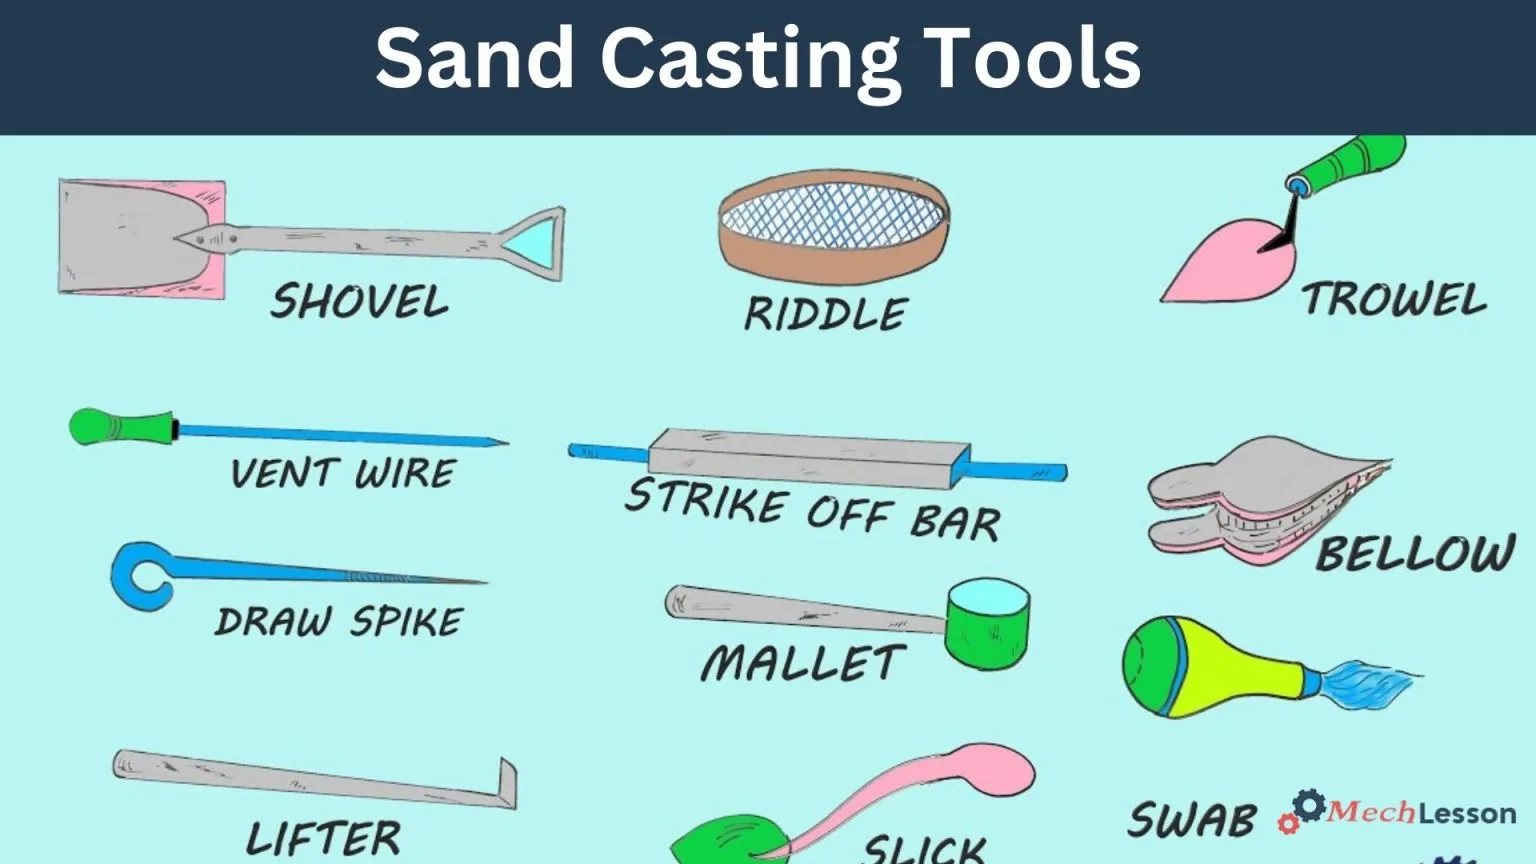 Sand Casting Tools
SHOVEL
RIDDLE
TROWEL
VENT WIRE
STRIKE OFF BAR
BELLOW
DRAW SPIKE
MALLET
LIFTER
SLICK
SWAB
MechLesson